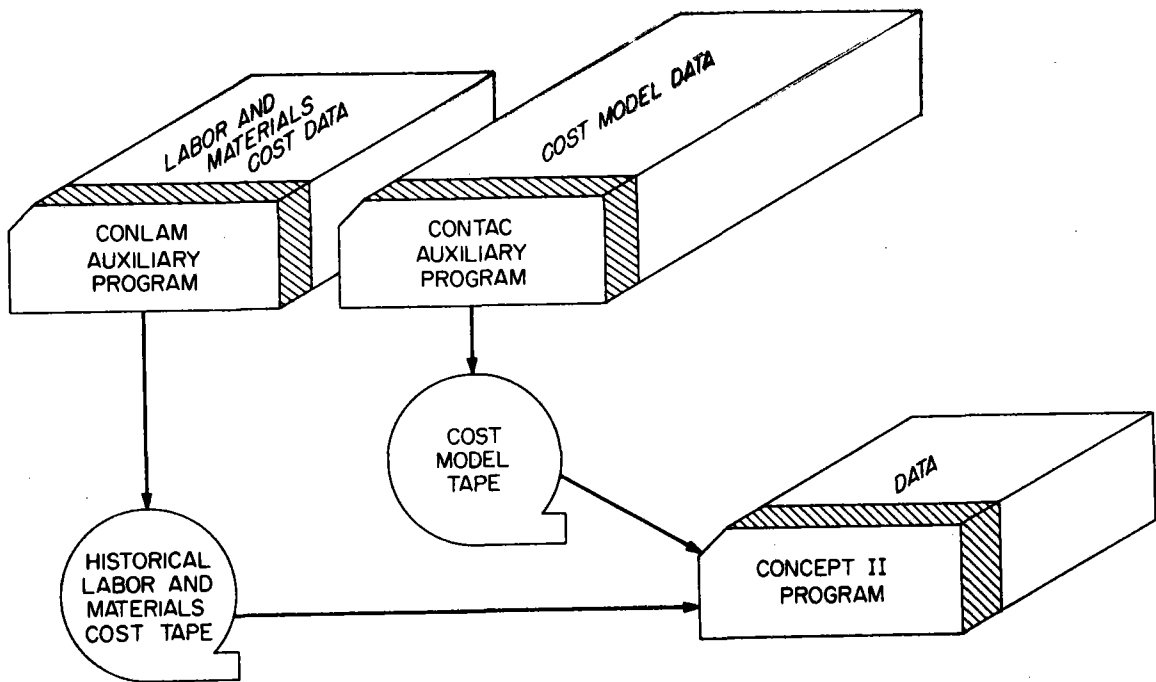 LABOR AND
MATERIALS
COST DATA
COST MODEL DATA
CONLAM
AUXILIARY
PROGRAM
CONTAC
AUXILIARY
PROGRAM
COST
MODEL
TAPE
DATA
HISTORICAL
LABOR AND
MATERIALS
COST TAPE
CONCEPT II
PROGRAM